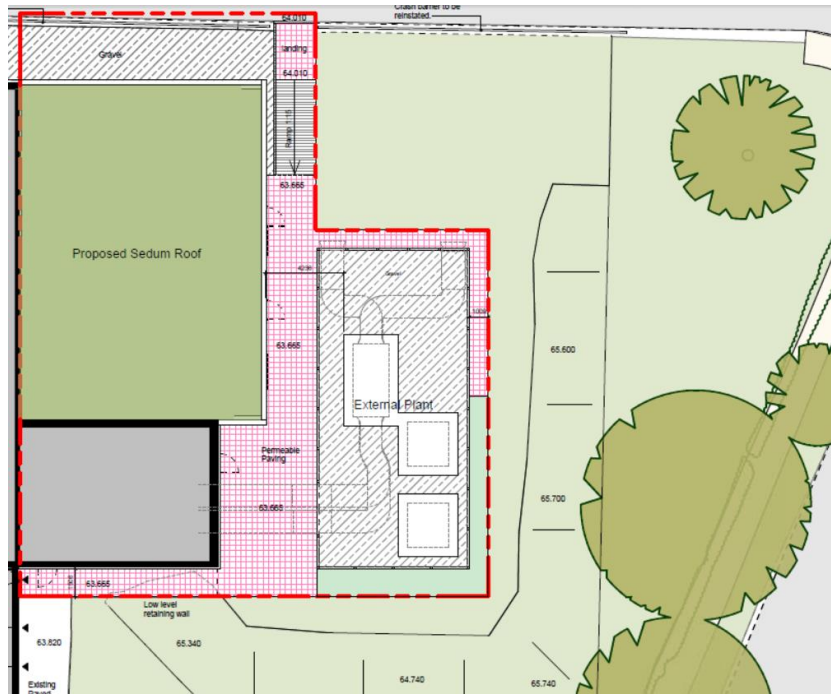 64.010
Crash barrier to be
reinstated.
Gravel
landing
64.010
Ramp 1:15
63.665
Proposed Sedum Roof
Gravel
63.665
65.600
External Plant
Permeable
Paving
65.700
63.665
63.665
Low level
retaining wall
63.820
65.340
64.740
65.740
Existing
Paved